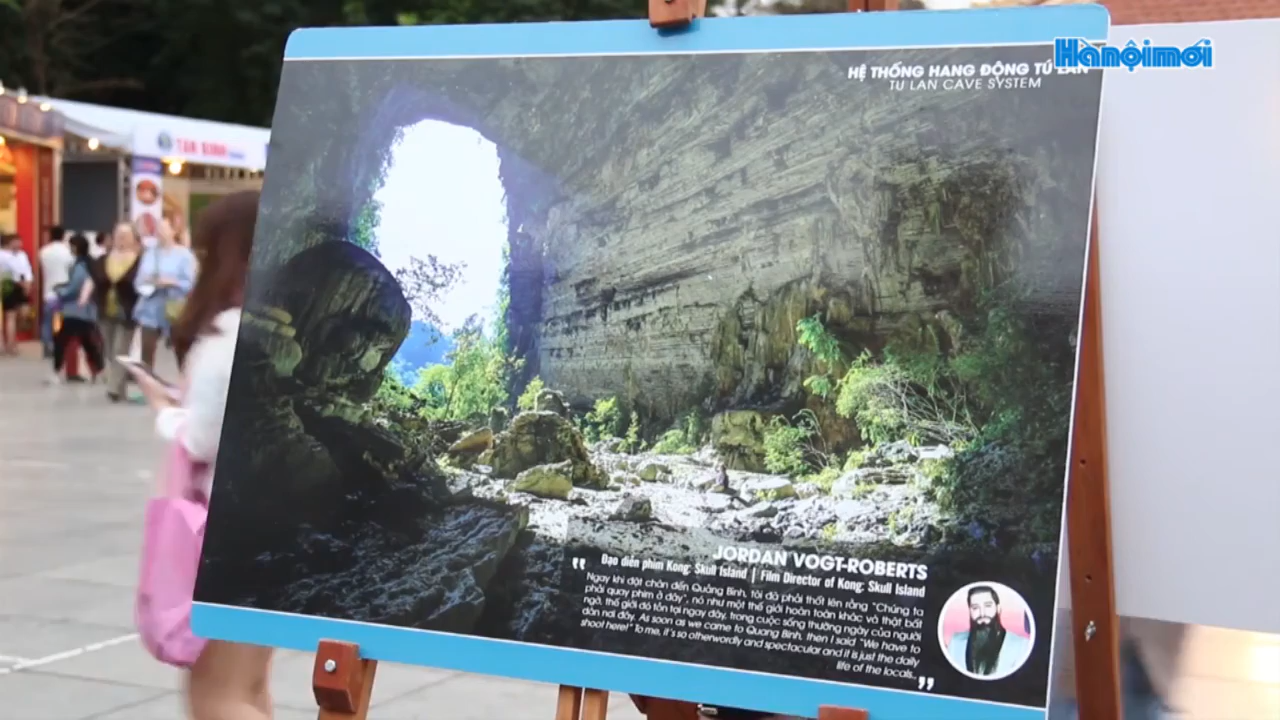 Hànộimới
HỆ THỐNG HANG ĐỘNG TÚ LÀN
TU LAN CAVE SYSTEM
TÂN BÌNH
JORDAN VOGT-ROBERTS
Đạo diễn phim Kong: Skull Island | Film Director of Kong: Skull Island
"Ngay khi đặt chân đến Quảng Bình, tôi đã phải thốt lên rằng "Chúng ta
phải quay phim ở đây", nó như một thế giới hoàn toàn khác và thật bất
ngờ, thế giới đó tồn tại ngay đây, trong cuộc sống thường ngày của người
dân nơi đây. As soon as we came to Quang Binh, then I said "We have to
shoot here!" To me, it's so otherwordly and spectacular and it is just the daily
life of the locals..."